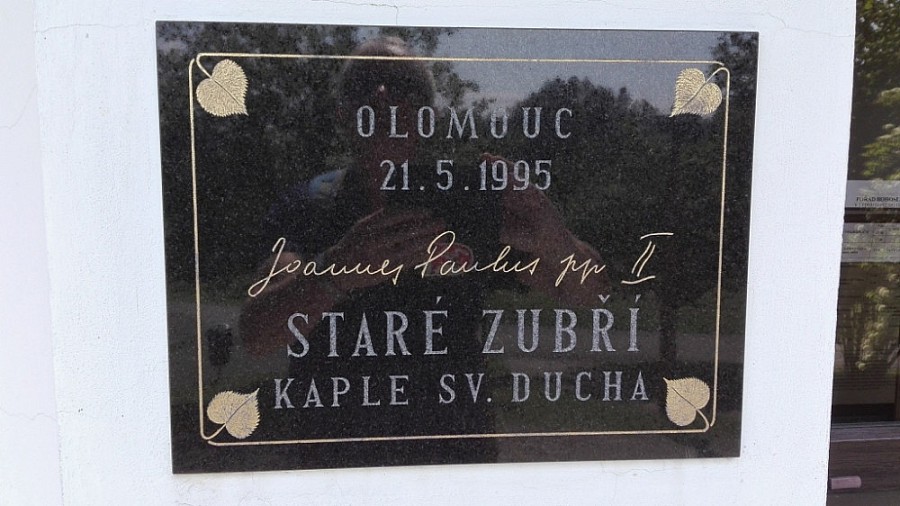 OLOMOUC
21.5.1995
Joannes Paulus pp II
STARÉ ZUBŘÍ
KAPLE SV. DUCHA